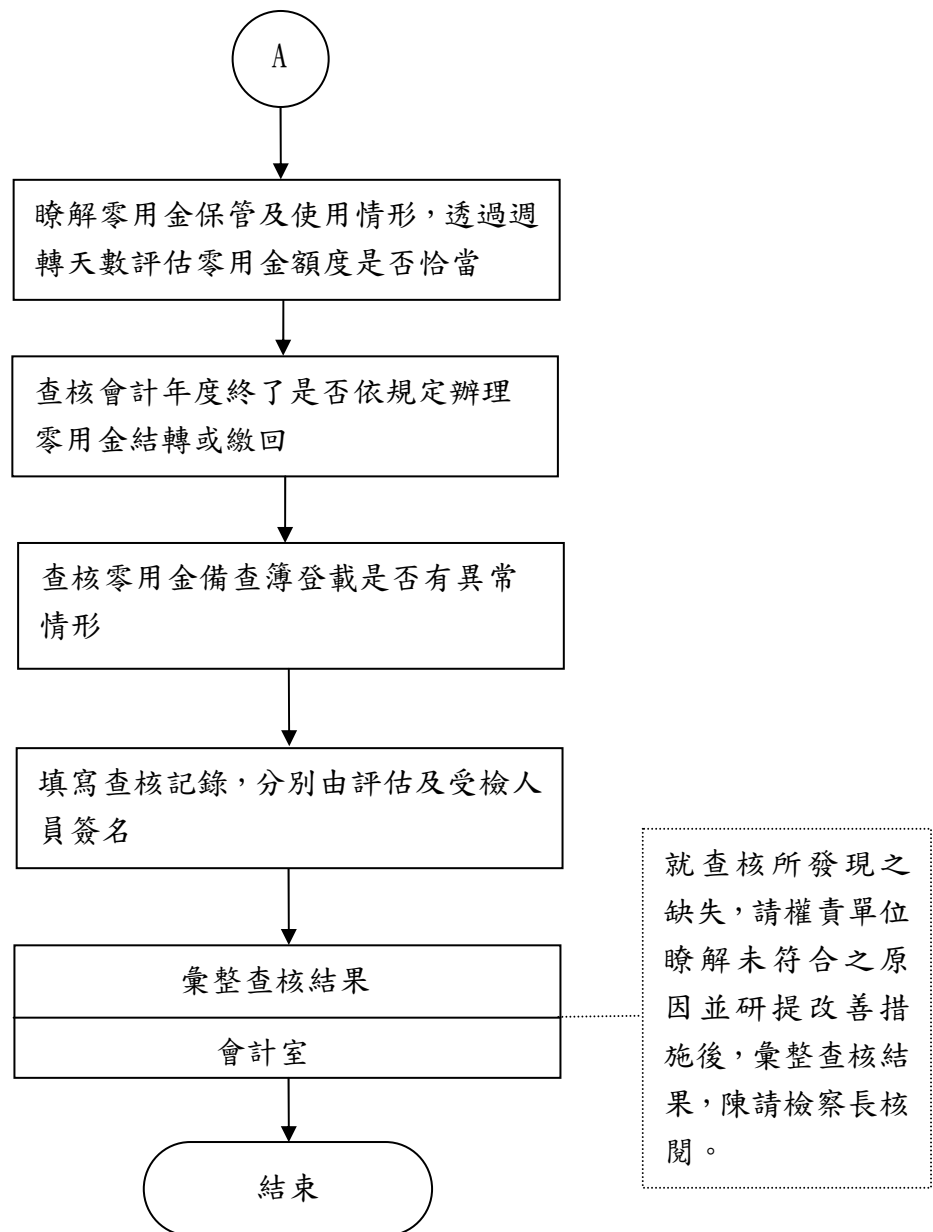 A
瞭解零用金保管及使用情形，透過週
轉天數評估零用金額度是否恰當
查核會計年度終了是否依規定辦理
零用金結轉或繳回
查核零用金備查簿登載是否有異常
情形
填寫查核記錄，分別由評估及受檢人
員簽名
彙整查核結果
會計室
就查核所發現之
缺失，請權責單位
瞭解未符合之原
因並研提改善措
施後，彙整查核結
果，陳請檢察長核
閱。
結束